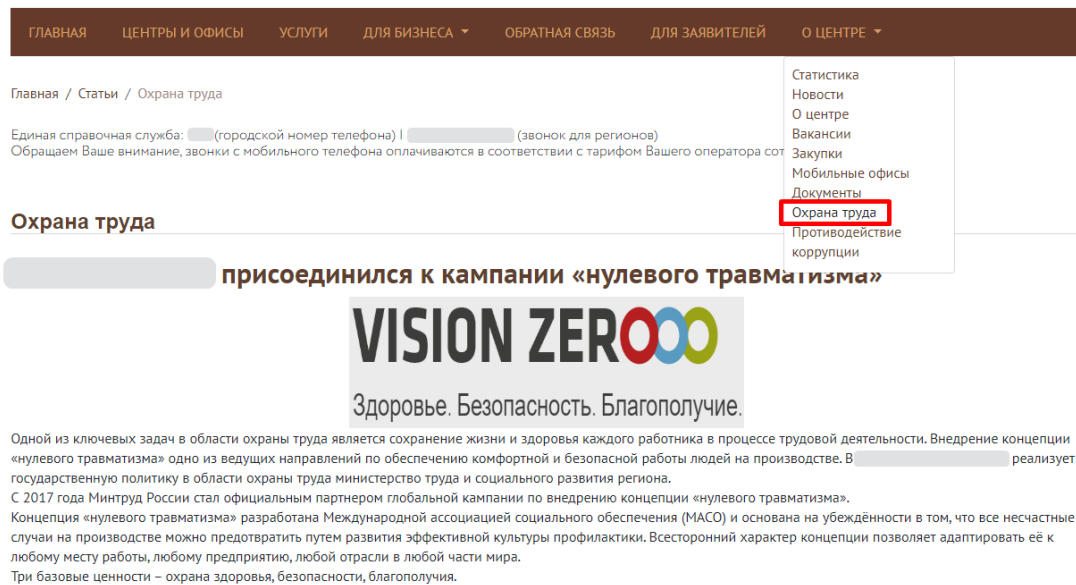 ГЛАВНАЯ ЦЕНТРЫ И ОФИСЫ УСЛУГИ ДЛЯ БИЗНЕСА ОБРАТНАЯ СВЯЗЬ ДЛЯ ЗАЯВИТЕЛЕЙ О ЦЕНТРЕ
Статистика
Новости
О центре
Вакансии
Закупки
Мобильные офисы
Документы
Охрана труда
Противодействие
коррупции
Главная / Статьи / Охрана труда
Единая справочная служба: (городской номер телефона) | (звонок для регионов)
Обращаем Ваше внимание, звонки с мобильного телефона оплачиваются в соответствии с тарифом Вашего оператора сот
Охрана труда
присоединился к кампании «нулевого травматизма»
VISION ZEROOO
Здоровье. Безопасность. Благополучие.
Одной из ключевых задач в области охраны труда является сохранение жизни и здоровья каждого работника в процессе трудовой деятельности. Внедрение концепции
«нулевого травматизма» одно из ведущих направлений по обеспечению комфортной и безопасной работы людей на производстве. В реализует
государственную политику в области охраны труда министерство труда и социального развития региона.
С 2017 года Минтруд России стал официальным партнером глобальной кампании по внедрению концепции «нулевого травматизма».
Концепция «нулевого травматизма» разработана Международной ассоциацией социального обеспечения (МАСО) и основана на убеждённости в том, что все несчастные
случаи на производстве можно предотвратить путем развития эффективной культуры профилактики. Всесторонний характер концепции позволяет адаптировать её к
любому месту работы, любому предприятию, любой отрасли в любой части мира.
Три базовые ценности – охрана здоровья, безопасности, благополучия.